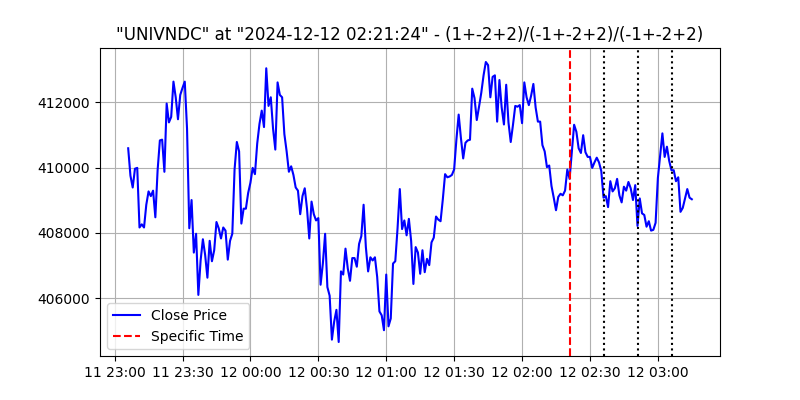 "UNIVNDC" at "2024-12-12 02:21:24" - (1+-2+2)/(-1+-2+2)/(-1+-2+2)
412000
410000
408000
406000
Close Price
Specific Time
11 23:00 11 23:30 12 00:00 12 00:30 12 01:00 12 01:30 12 02:00 12 02:30 12 03:00